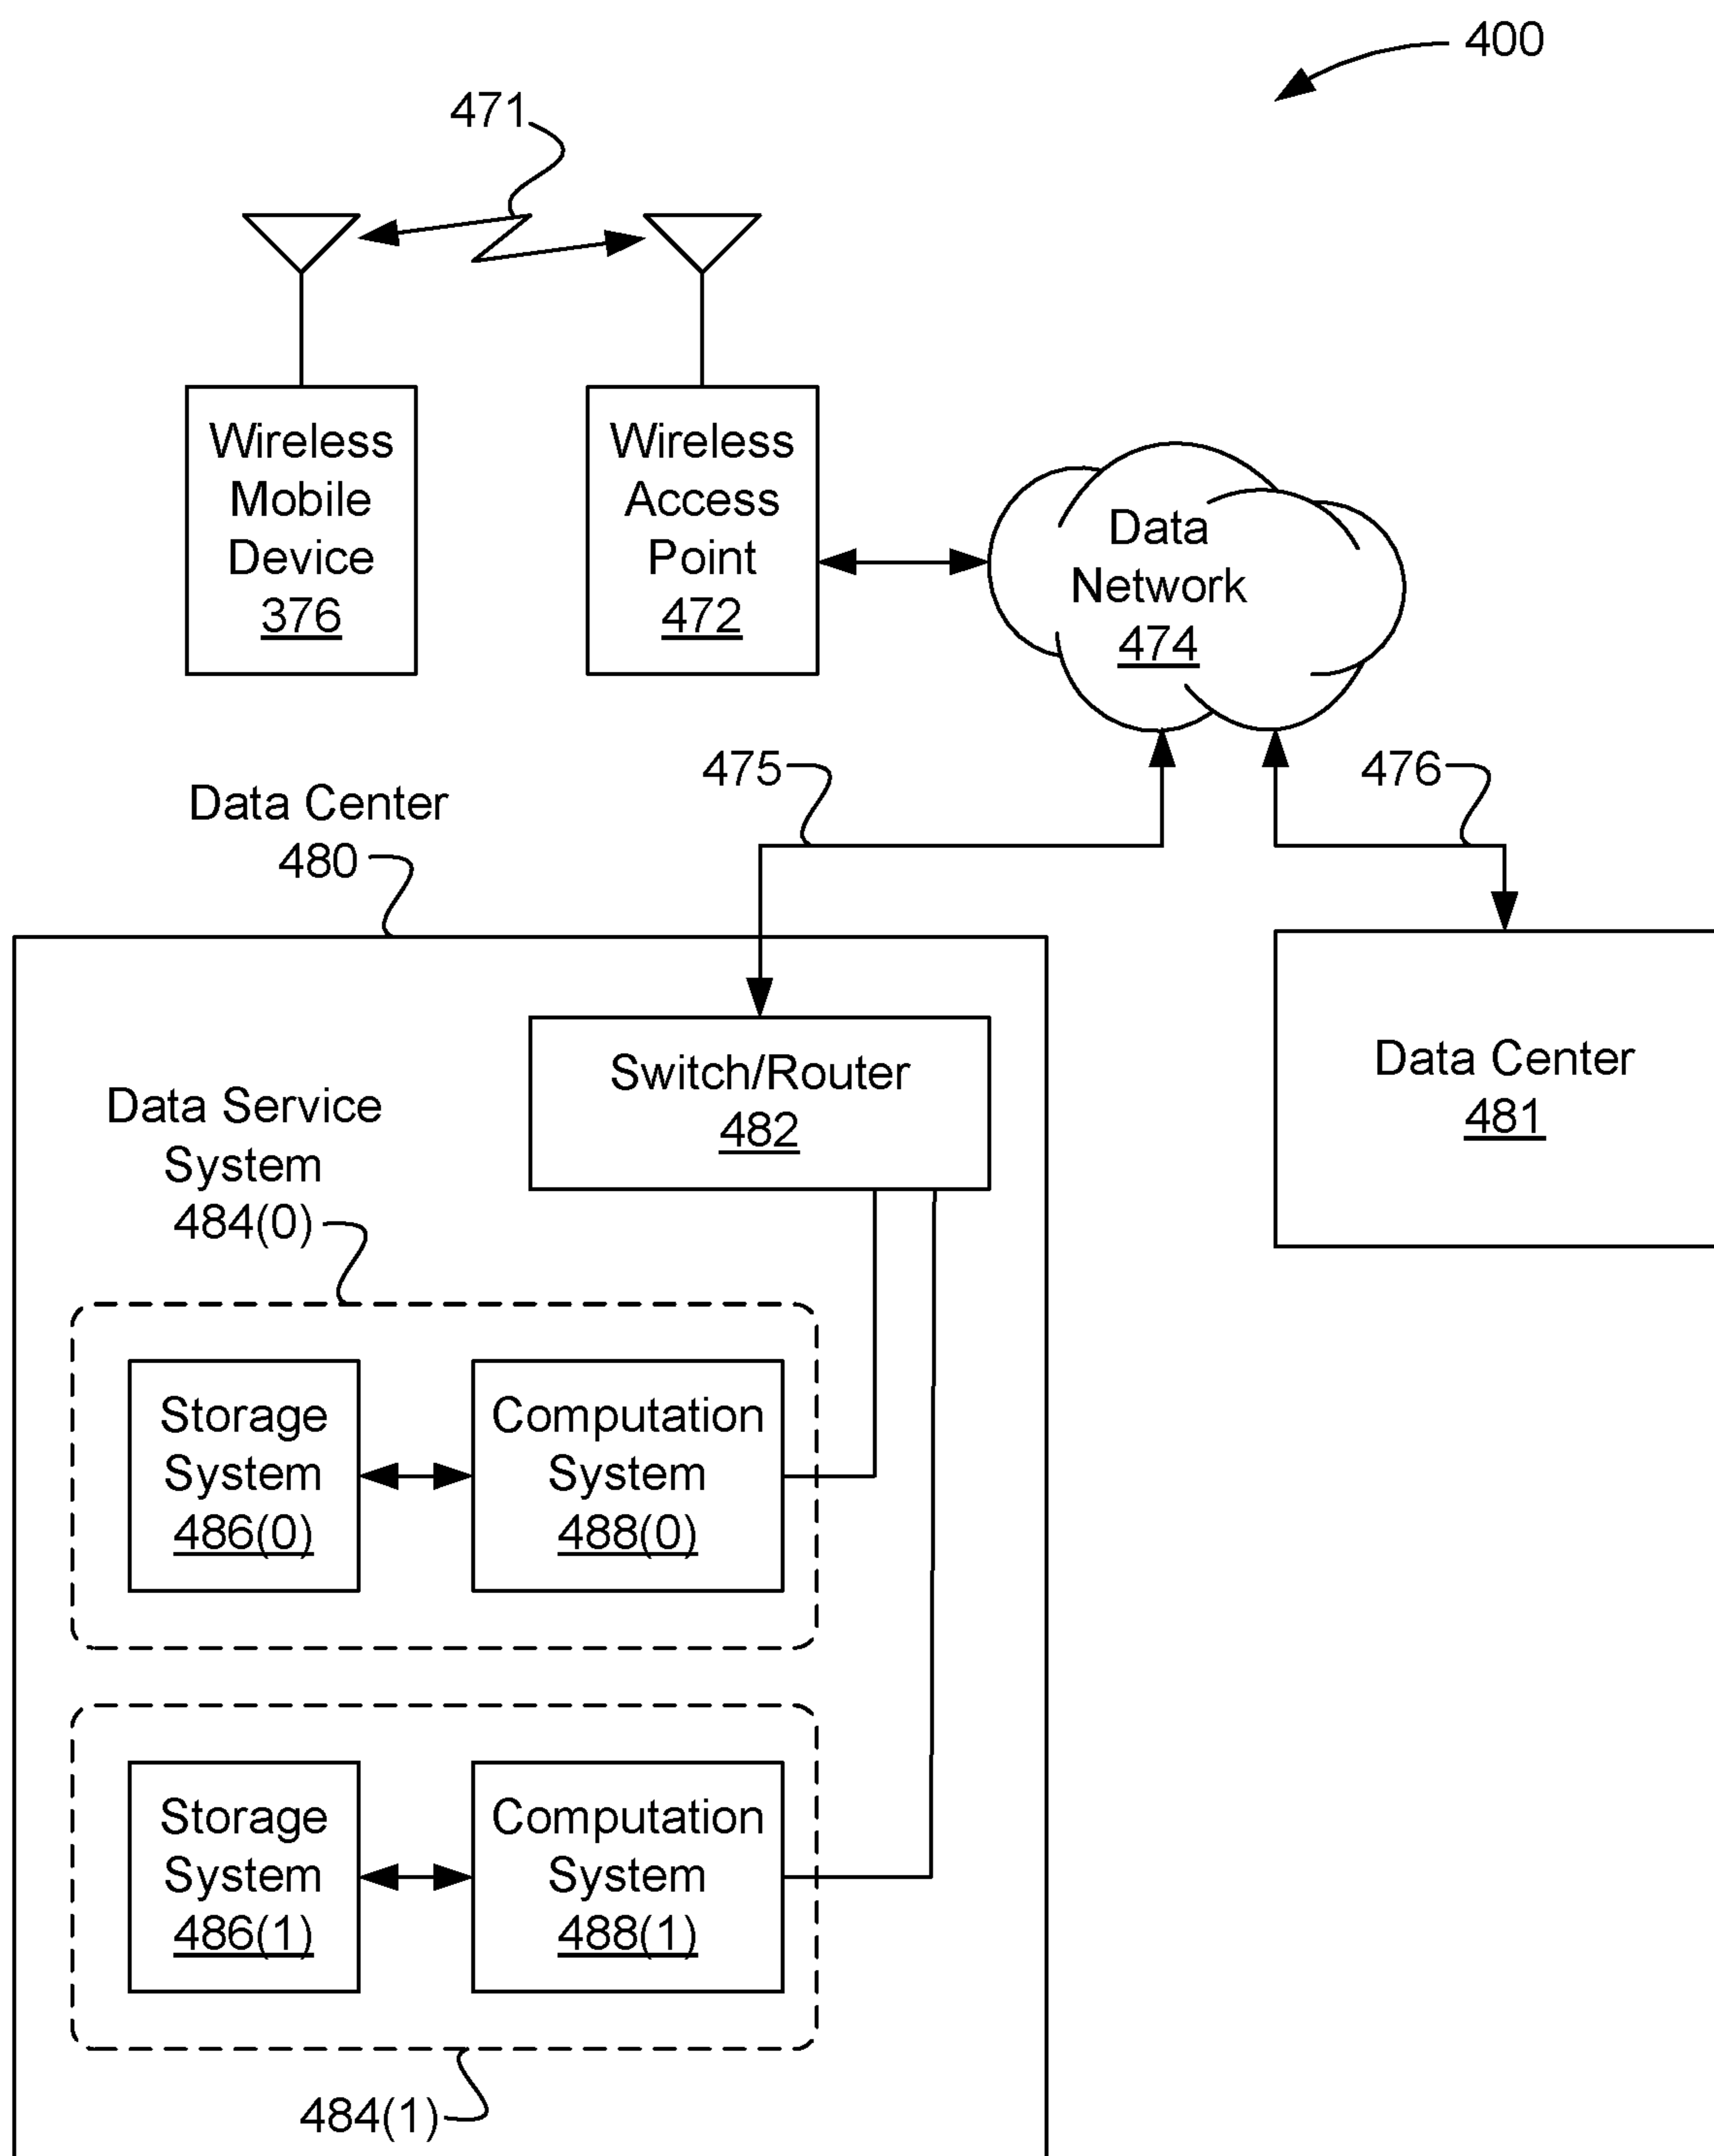 400
471
Wireless
Mobile
Device
376
Wireless
Access
Point
472
Data
Network
474
475
476
Data Center
480
Switch/Router
482
Data Center
481
Data Service
System
484(0)
Storage
System
486(0)
Computation
System
488(0)
Storage
System
486(1)
Computation
System
488(1)
484(1)